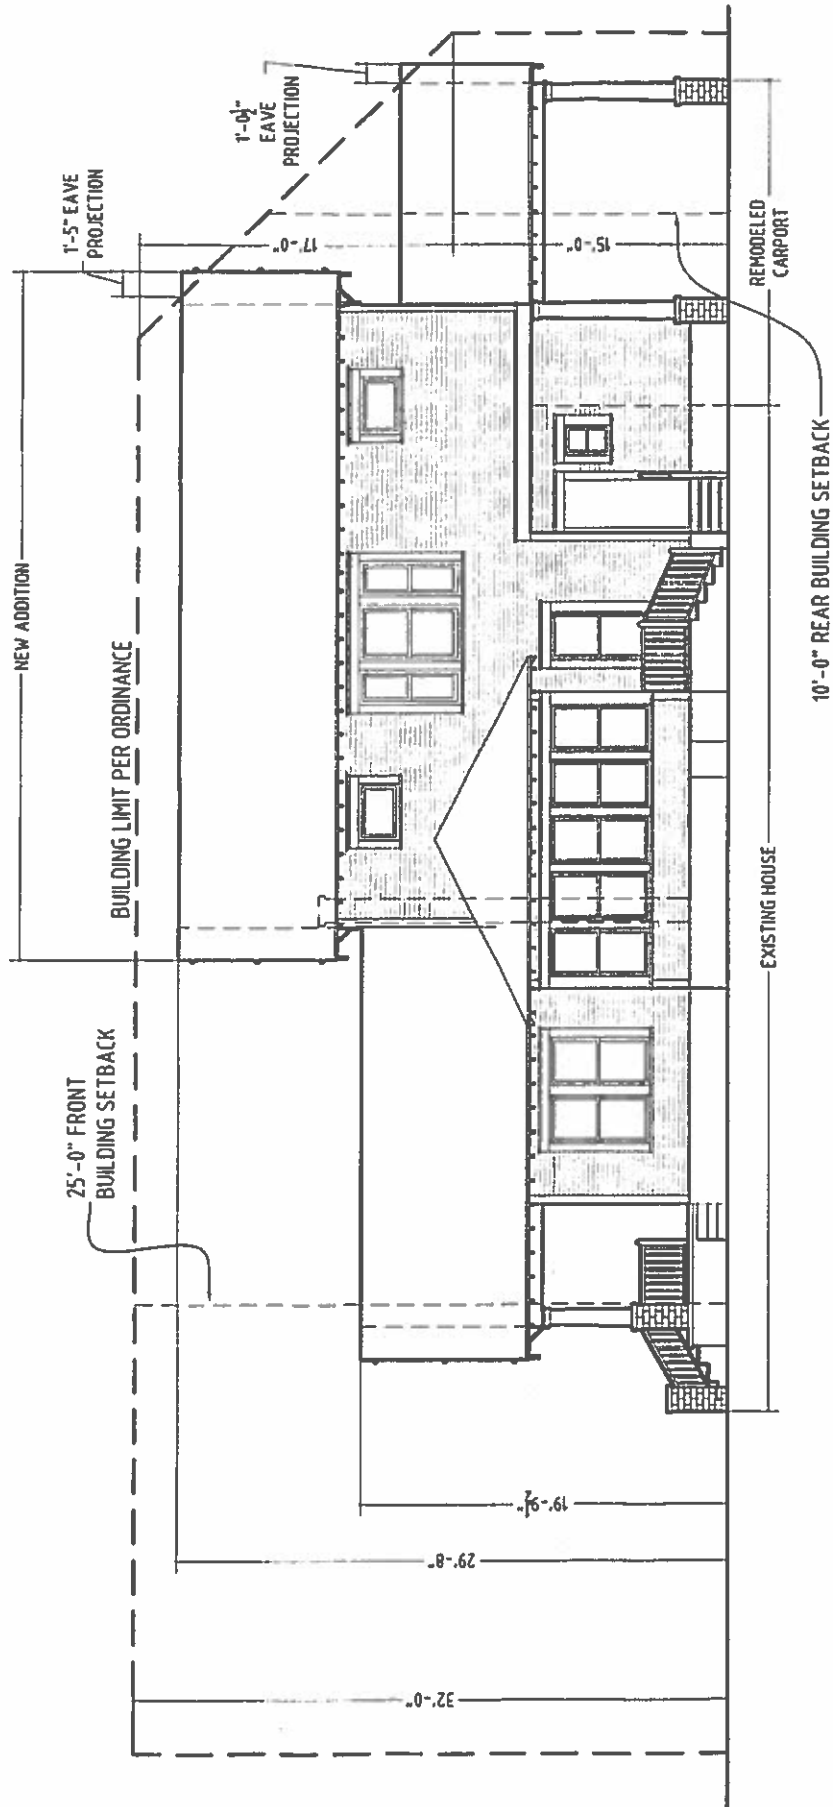 NEW ADDITION
1'-5" EAVE
PROJECTION
1'-0½"
EAVE
PROJECTION
BUILDING LIMIT PER ORDINANCE
25'-0" FRONT
BUILDING SETBACK
17'-0"
15'-0"
32'-0"
29'-8"
19'-9½"
EXISTING HOUSE
REMODELED
CARPORT
10'-0" REAR BUILDING SETBACK